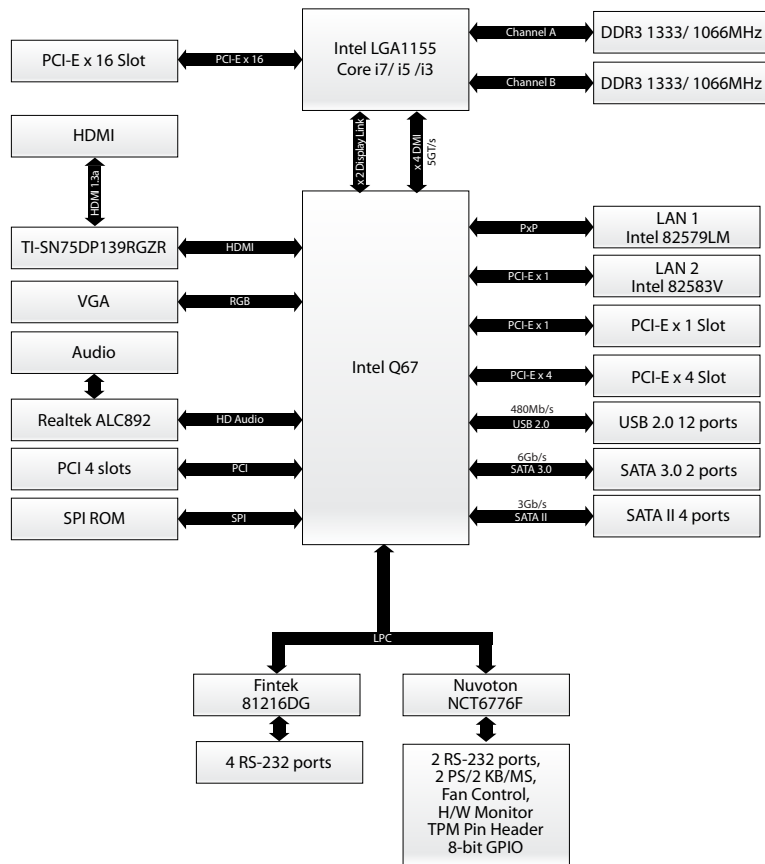 PCI-E x 16 Slot
PCI-E x 16
Intel LGA1155
Core i7/ i5 /i3
Channel A
DDR3 1333/ 1066MHz
Channel B
DDR3 1333/ 1066MHz
x 2 Display Link
x 4 DMI
5GT/s
HDMI
HDMI 1.3a
TI-SN75DP139RGZR
HDMI
VGA
RGB
Audio
Realtek ALC892
HD Audio
PCI 4 slots
PCI
SPI ROM
SPI
Intel Q67
PxP
LAN 1
Intel 82579LM
PCI-E x 1
LAN 2
Intel 82583V
PCI-E x 1
PCI-E x 1 Slot
PCI-E x 4
PCI-E x 4 Slot
480Mb/s
USB 2.0
USB 2.0 12 ports
6Gb/s
SATA 3.0
SATA 3.0 2 ports
3Gb/s
SATA II
SATA II 4 ports
LPC
Fintek
81216DG
4 RS-232 ports
Nuvoton
NCT6776F
2 RS-232 ports,
2 PS/2 KB/MS,
Fan Control,
H/W Monitor
TPM Pin Header
8-bit GPIO